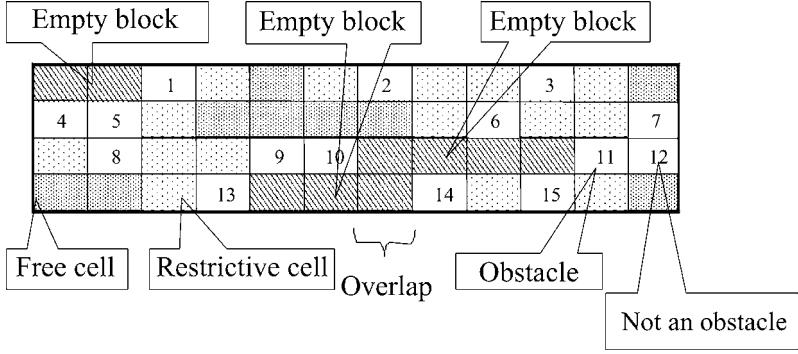 Empty block Empty block Empty block
1 2 3
4 5 6 7
8 9 10 11 12
13 14 15
Free cell Restrictive cell Overlap Obstacle
Not an obstacle